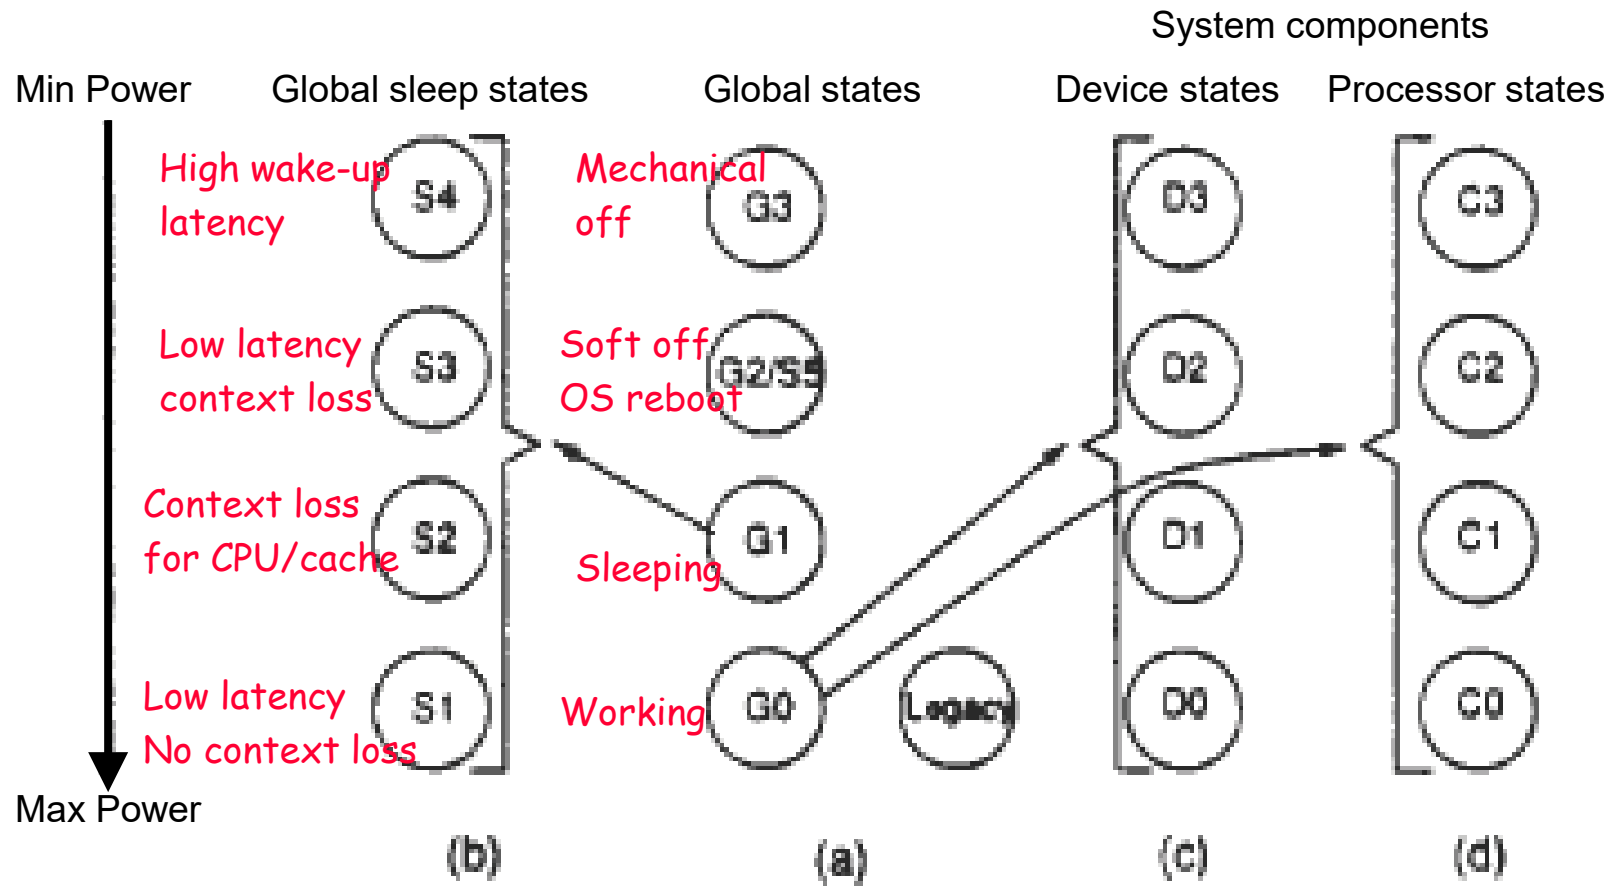 System components
Min Power
Global sleep states
Global states
Device states
Processor states
High wake-up
latency
S4
Mechanical
off
G3
D3
C3
Low latency
context loss
S3
Soft off
OS reboot
G2/S5
D2
C2
Context loss
for CPU/cache
S2
Sleeping
G1
D1
C1
Low latency
No context loss
S1
Working
G0
Legacy
D0
C0
Max Power
(b)
(a)
(c)
(d)